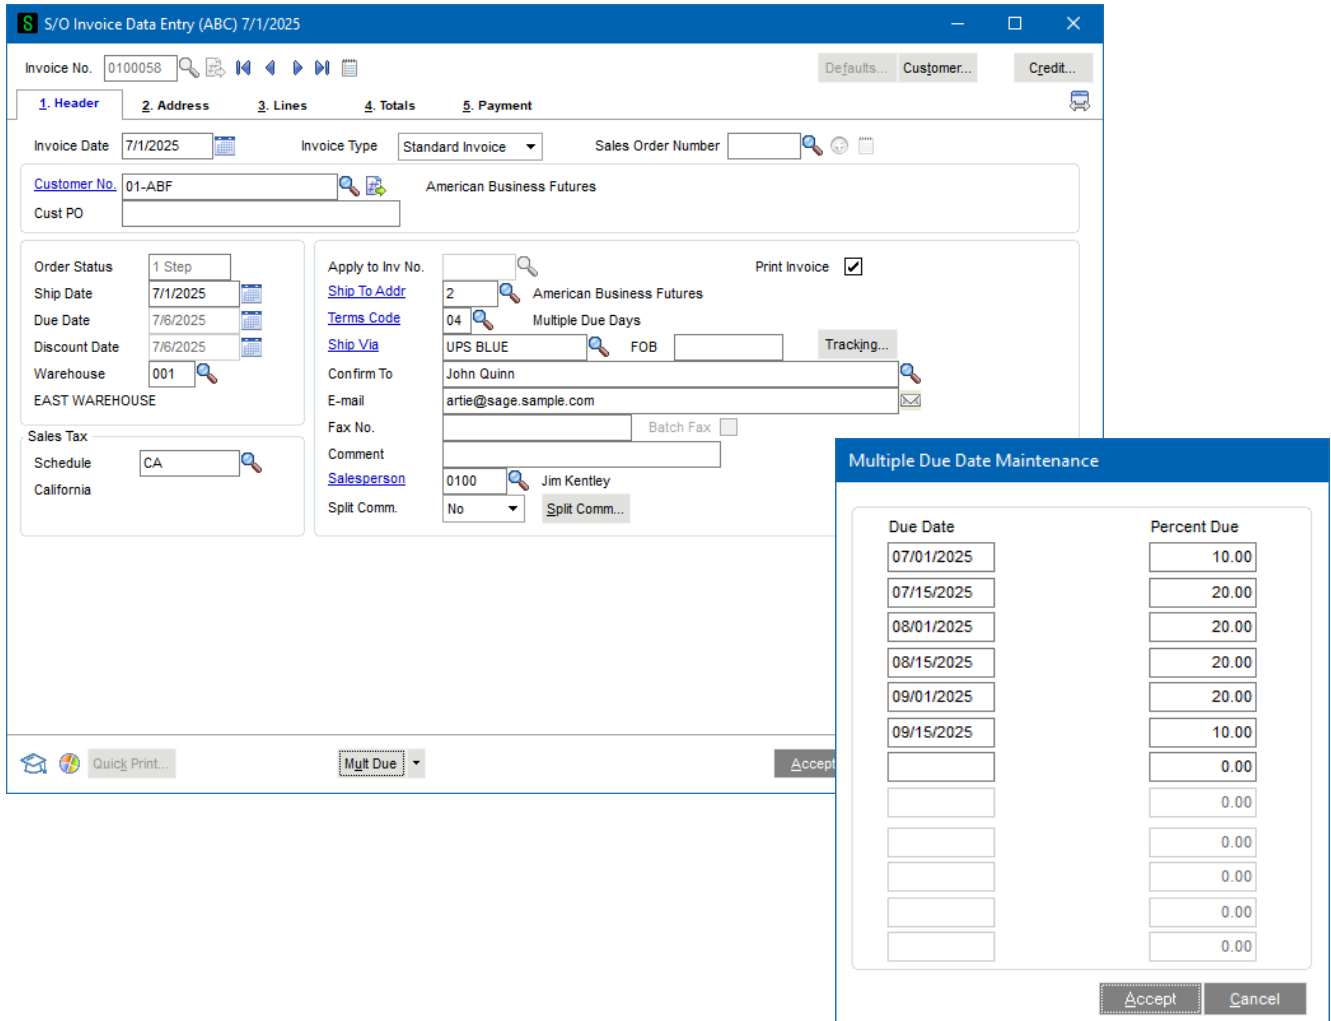 S/O Invoice Data Entry (ABC) 7/1/2025
Invoice No. 0100058 Defaults... Customer... Credit...
1. Header 2. Address 3. Lines 4. Totals 5. Payment
Invoice Date 7/1/2025 Invoice Type Standard Invoice Sales Order Number
Customer No. 01-ABF American Business Futures
Cust PO
Order Status 1 Step
Ship Date 7/1/2025
Due Date 7/6/2025
Discount Date 7/6/2025
Warehouse 001
EAST WAREHOUSE
Sales Tax
Schedule CA
California
Apply to Inv No. Print Invoice
Ship To Addr 2 American Business Futures
Terms Code 04 Multiple Due Days
Ship Via UPS BLUE FOB Tracking...
Confirm To John Quinn
E-mail artie@sage.sample.com
Fax No. Batch Fax
Comment
Salesperson 0100 Jim Kentley
Split Comm. No Split Comm...
Quick Print... Mult Due Accept
Multiple Due Date Maintenance
Due Date Percent Due
07/01/2025 10.00
07/15/2025 20.00
08/01/2025 20.00
08/15/2025 20.00
09/01/2025 20.00
09/15/2025 10.00
0.00
0.00
0.00
0.00
0.00
0.00
Accept Cancel